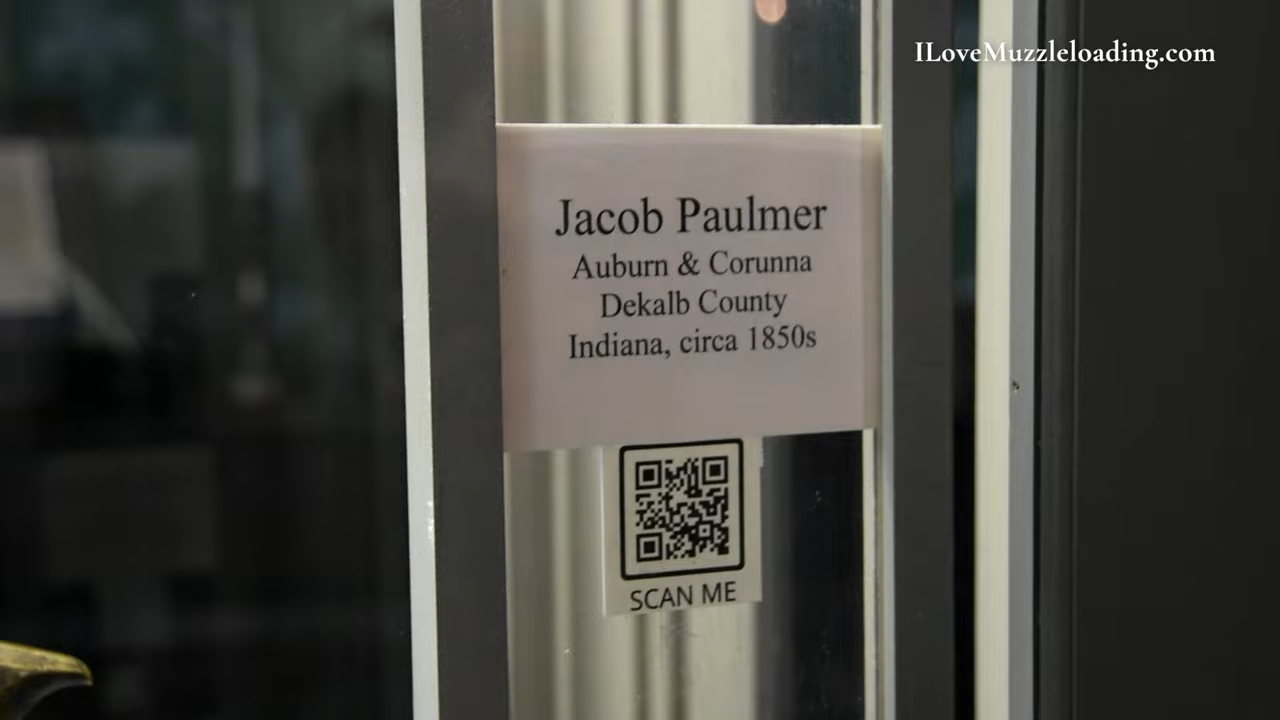 ILoveMuzzleloading.com
Jacob Paulmer
Auburn & Corunna
Dekalb County
Indiana, circa 1850s
SCAN ME